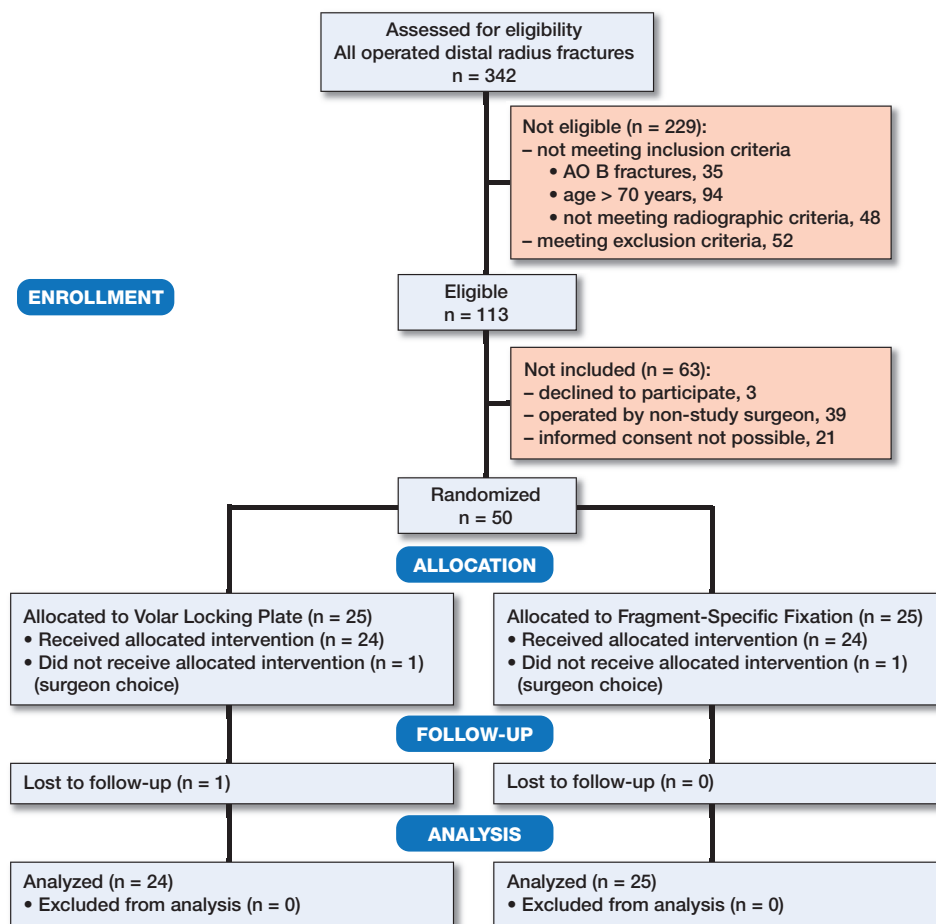 Assessed for eligibility
All operated distal radius fractures
n = 342
Not eligible (n = 229):
– not meeting inclusion criteria
• AO B fractures, 35
• age > 70 years, 94
• not meeting radiographic criteria, 48
– meeting exclusion criteria, 52
ENROLLMENT
Eligible
n = 113
Not included (n = 63):
– declined to participate, 3
– operated by non-study surgeon, 39
– informed consent not possible, 21
Randomized
n = 50
ALLOCATION
Allocated to Volar Locking Plate (n = 25)
• Received allocated intervention (n = 24)
• Did not receive allocated intervention (n = 1)
(surgeon choice)
Allocated to Fragment-Specific Fixation (n = 25)
• Received allocated intervention (n = 24)
• Did not receive allocated intervention (n = 1)
(surgeon choice)
FOLLOW-UP
Lost to follow-up (n = 1)
Lost to follow-up (n = 0)
ANALYSIS
Analyzed (n = 24)
• Excluded from analysis (n = 0)
Analyzed (n = 25)
• Excluded from analysis (n = 0)